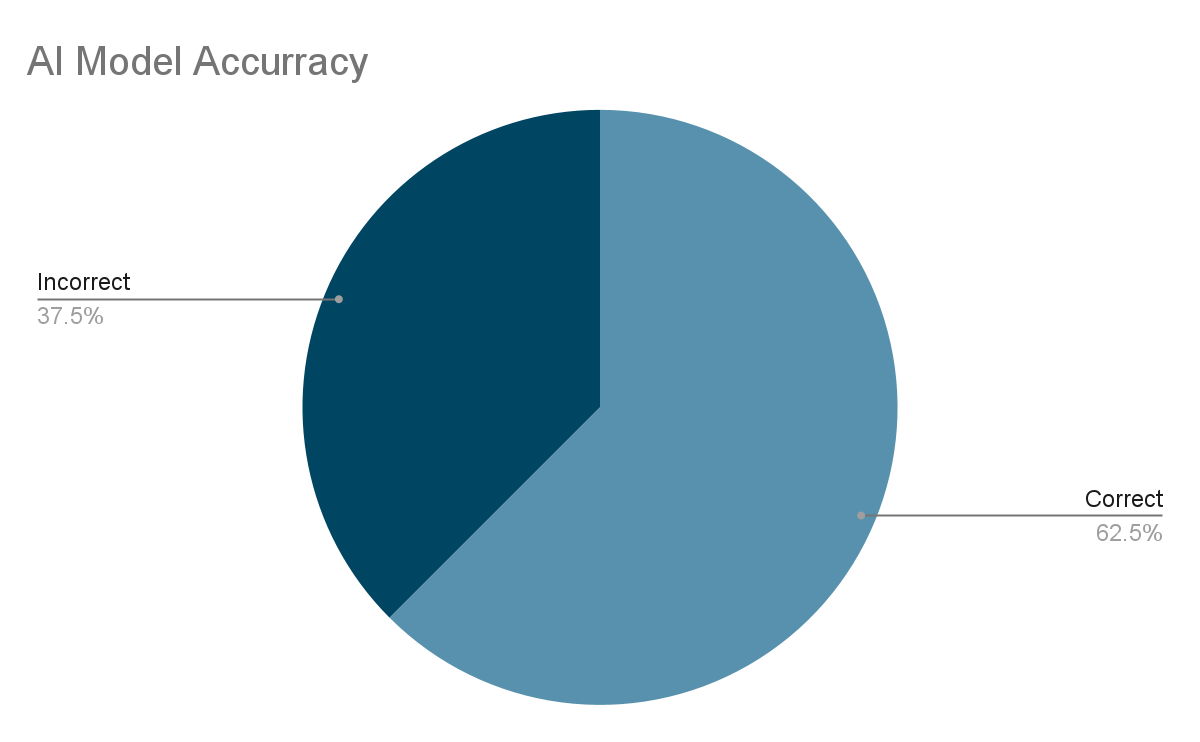 AI Model Accurracy
Incorrect
37.5%
Correct
62.5%